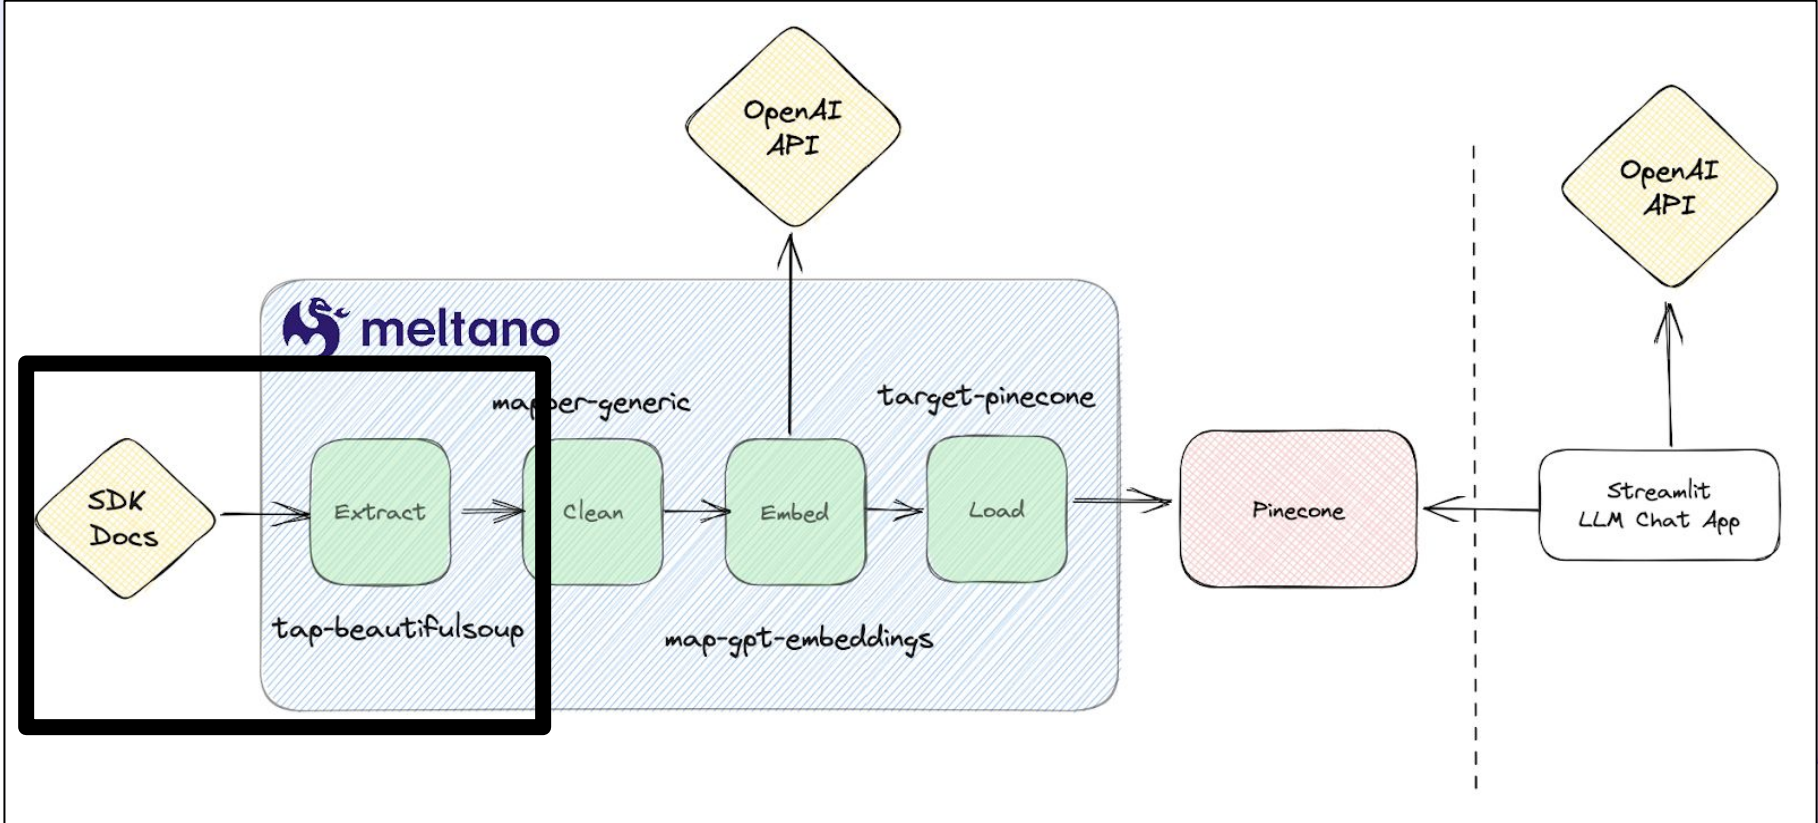 OpenAI
API
OpenAI
API
meltano
mapper-generic
target-pinecone
SDK
Docs
Extract
Clean
Embed
Load
Pinecone
Streamlit
LLM Chat App
tap-beautifulsoup
map-gpt-embeddings